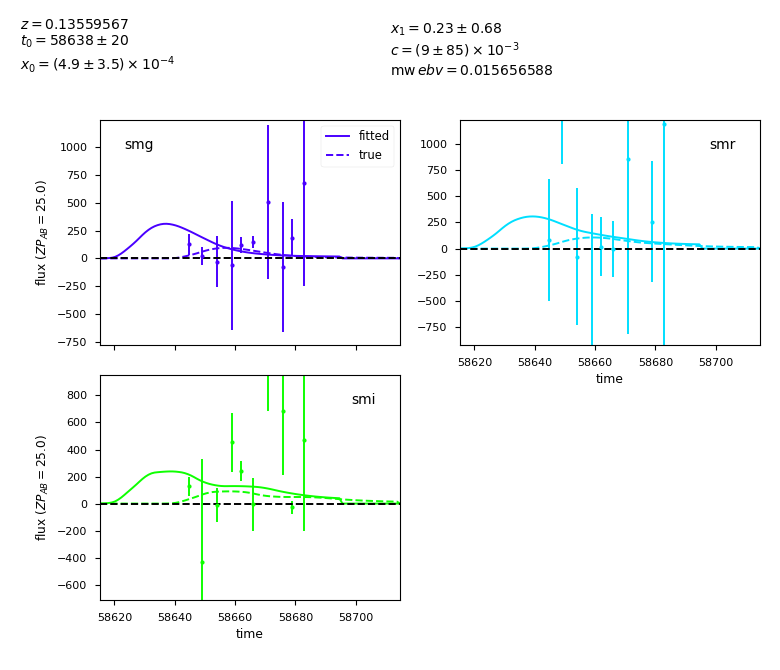 z = 0.13559567
t₀ = 58638 ± 20
x₀ = (4.9 ± 3.5) × 10⁻⁴
x₁ = 0.23 ± 0.68
c = (9 ± 85) × 10⁻³
mw ebv = 0.015656588
smg
fitted
true
1000
750
500
250
0
−250
−500
−750
flux (ZP_AB = 25.0)
smr
1000
750
500
250
0
−250
−500
−750
58620 58640 58660 58680 58700
time
smi
800
600
400
200
0
−200
−400
−600
flux (ZP_AB = 25.0)
58620 58640 58660 58680 58700
time